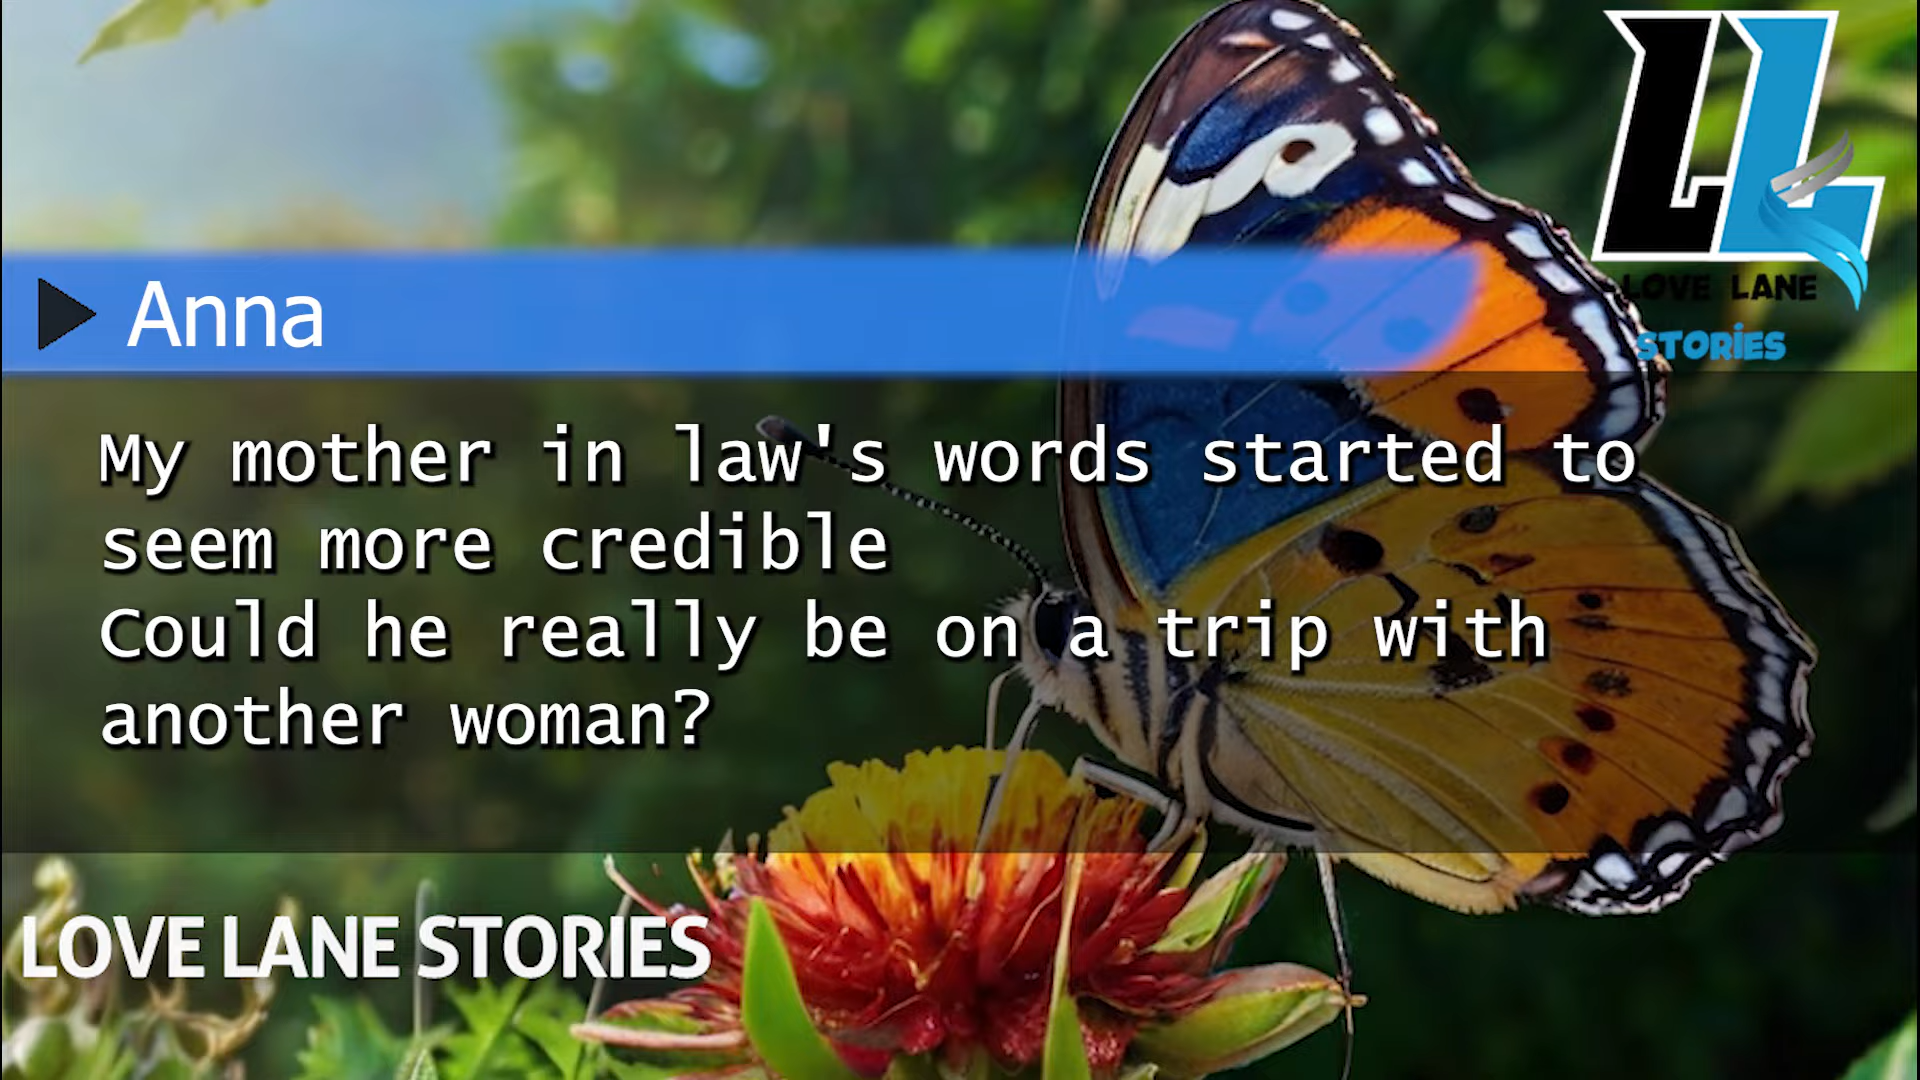 LL
LOVE LANE
STORiES
Anna
My mother in law's words started to
seem more credible
Could he really be on a trip with
another woman?
LOVE LANE STORIES